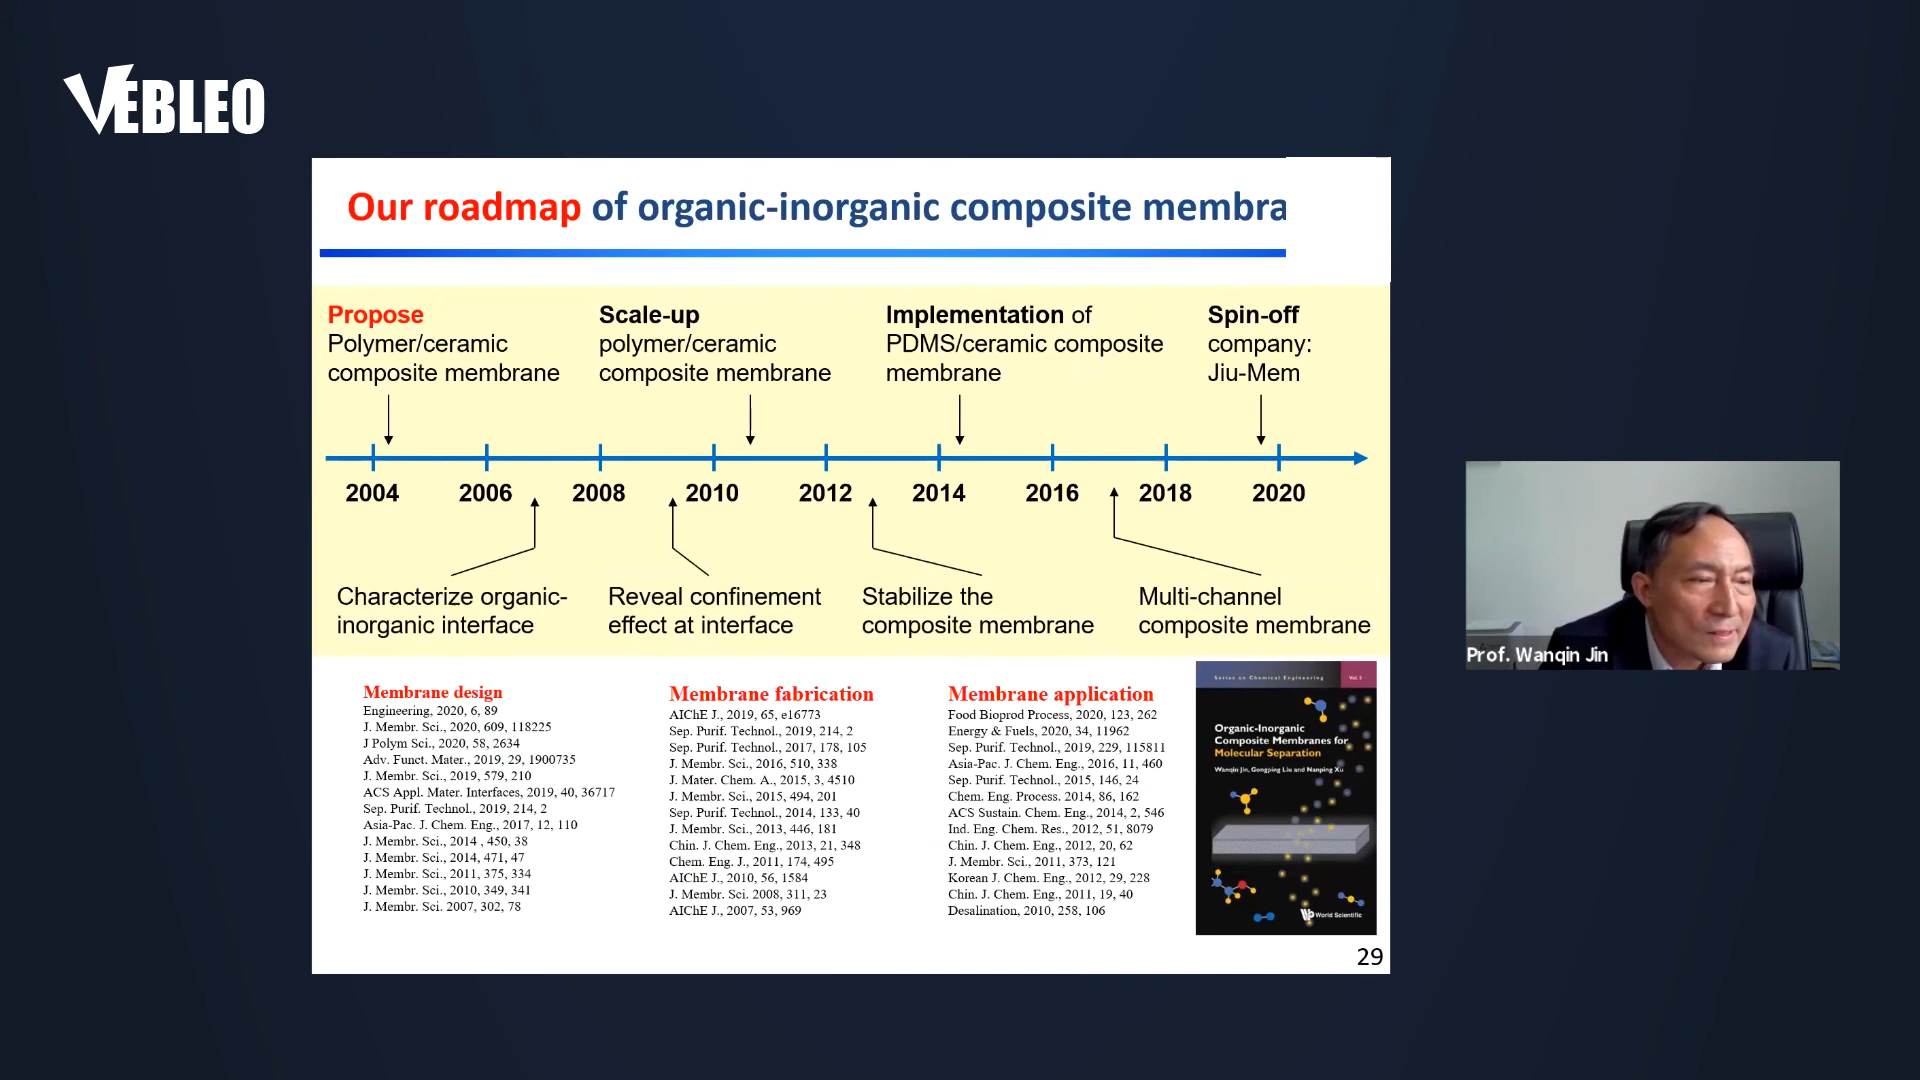 VEBLEO
Our roadmap of organic-inorganic composite membra
Propose
Polymer/ceramic
composite membrane
Scale-up
polymer/ceramic
composite membrane
Implementation of
PDMS/ceramic composite
membrane
Spin-off
company:
Jiu-Mem
2004 2006 2008 2010 2012 2014 2016 2018 2020
Characterize organic-
inorganic interface
Reveal confinement
effect at interface
Stabilize the
composite membrane
Multi-channel
composite membrane
Membrane design
Engineering, 2020, 6, 89
J. Membr. Sci., 2020, 609, 118225
J Polym Sci., 2020, 58, 2634
Adv. Funct. Mater., 2019, 29, 1900735
J. Membr. Sci., 2019, 579, 210
ACS Appl. Mater. Interfaces, 2019, 40, 36717
Sep. Purif. Technol., 2019, 214, 2
Asia-Pac. J. Chem. Eng., 2017, 12, 110
J. Membr. Sci., 2014 , 450, 38
J. Membr. Sci., 2014, 471, 47
J. Membr. Sci., 2011, 375, 334
J. Membr. Sci., 2010, 349, 341
J. Membr. Sci. 2007, 302, 78
Membrane fabrication
AIChE J., 2019, 65, e16773
Sep. Purif. Technol., 2019, 214, 2
Sep. Purif. Technol., 2017, 178, 105
J. Membr. Sci., 2016, 510, 338
J. Mater. Chem. A., 2015, 3, 4510
J. Membr. Sci., 2015, 494, 201
Sep. Purif. Technol., 2014, 133, 40
J. Membr. Sci., 2013, 446, 181
Chin. J. Chem. Eng., 2013, 21, 348
Chem. Eng. J., 2011, 174, 495
AIChE J., 2010, 56, 1584
J. Membr. Sci. 2008, 311, 23
AIChE J., 2007, 53, 969
Membrane application
Food Bioprod Process, 2020, 123, 262
Energy & Fuels, 2020, 34, 11962
Sep. Purif. Technol., 2019, 229, 115811
Asia-Pac. J. Chem. Eng., 2016, 11, 460
Sep. Purif. Technol., 2015, 146, 24
Chem. Eng. Process. 2014, 86, 162
ACS Sustain. Chem. Eng., 2014, 2, 546
Ind. Eng. Chem. Res., 2012, 51, 8079
Chin. J. Chem. Eng., 2012, 20, 62
J. Membr. Sci., 2011, 373, 121
Korean J. Chem. Eng., 2012, 29, 228
Chin. J. Chem. Eng., 2011, 19, 40
Desalination, 2010, 258, 106
Series on Chemical Engineering Vol 5
Organic-Inorganic
Composite Membranes for
Molecular Separation
Wanqin Jin, Gongping Liu and Nanping Xu
World Scientific
29
Prof. Wanqin Jin